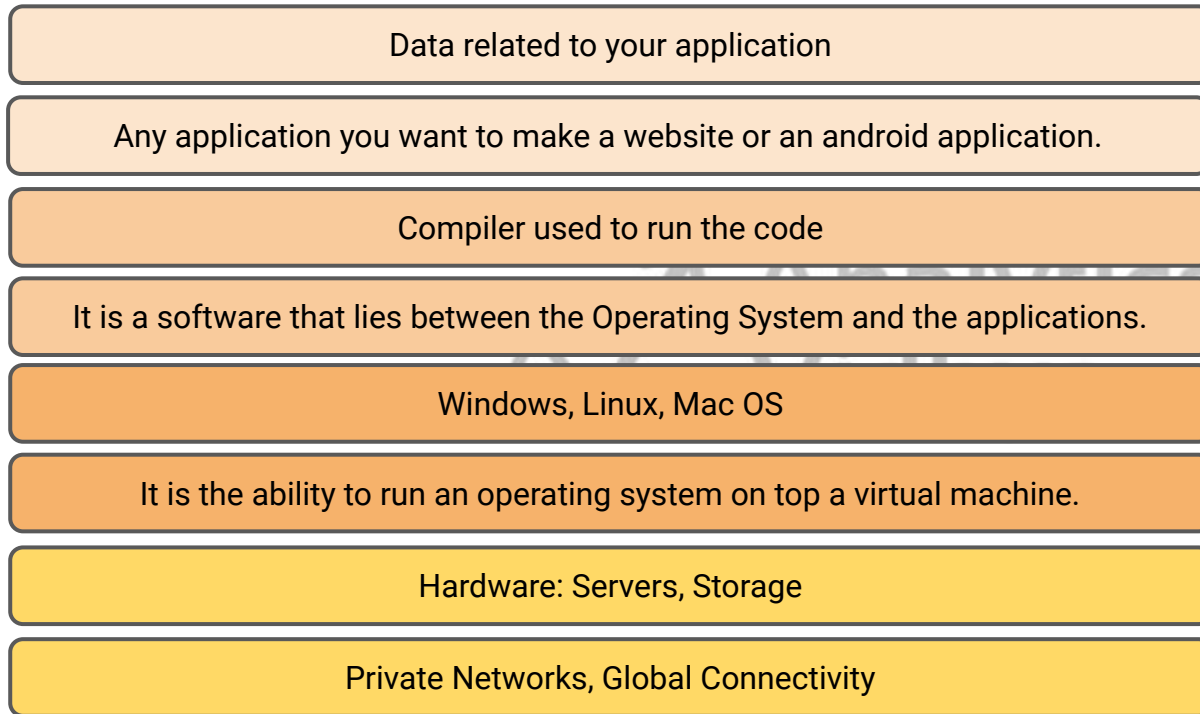 Data related to your application
Any application you want to make a website or an android application.
Compiler used to run the code
It is a software that lies between the Operating System and the applications.
Windows, Linux, Mac OS
It is the ability to run an operating system on top a virtual machine.
Hardware: Servers, Storage
Private Networks, Global Connectivity